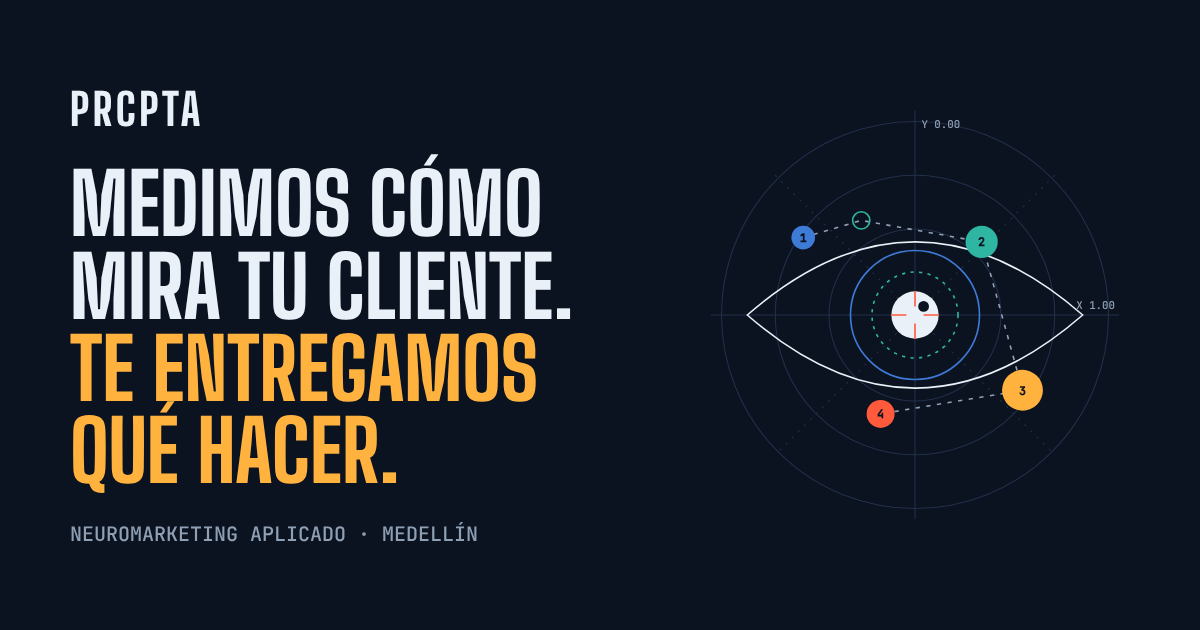 PRCPTA
MEDIMOS CÓMO
MIRA TU CLIENTE.
TE ENTREGAMOS
QUÉ HACER.
NEUROMARKETING APLICADO · MEDELLÍN
Y 0.00
1
2
X 1.00
3
4